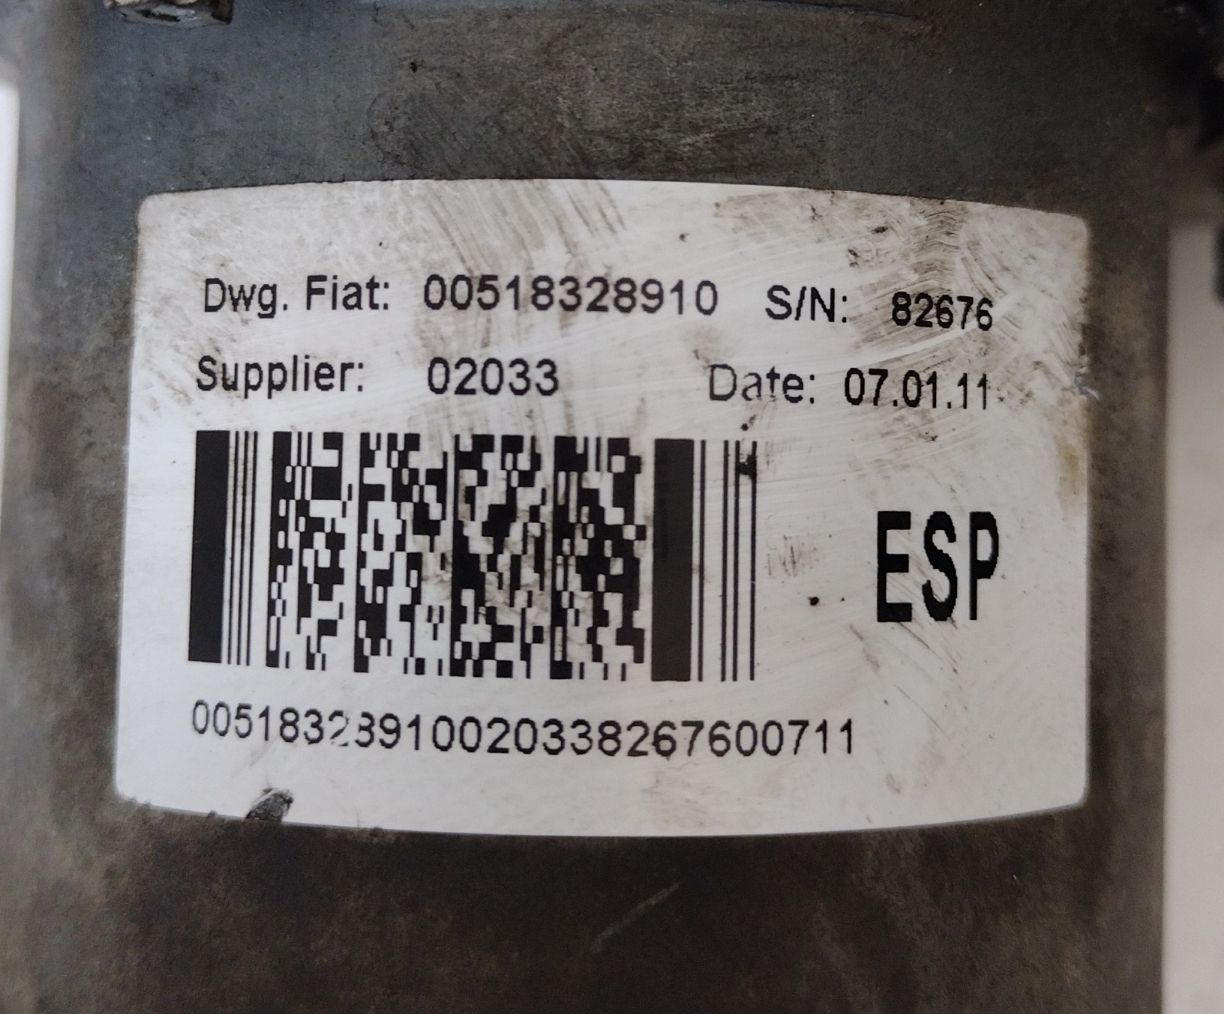 Dwg. Fiat: 00518328910 S/N: 82676
Supplier: 02033 Date: 07.01.11
ESP
00518328910020338267600711